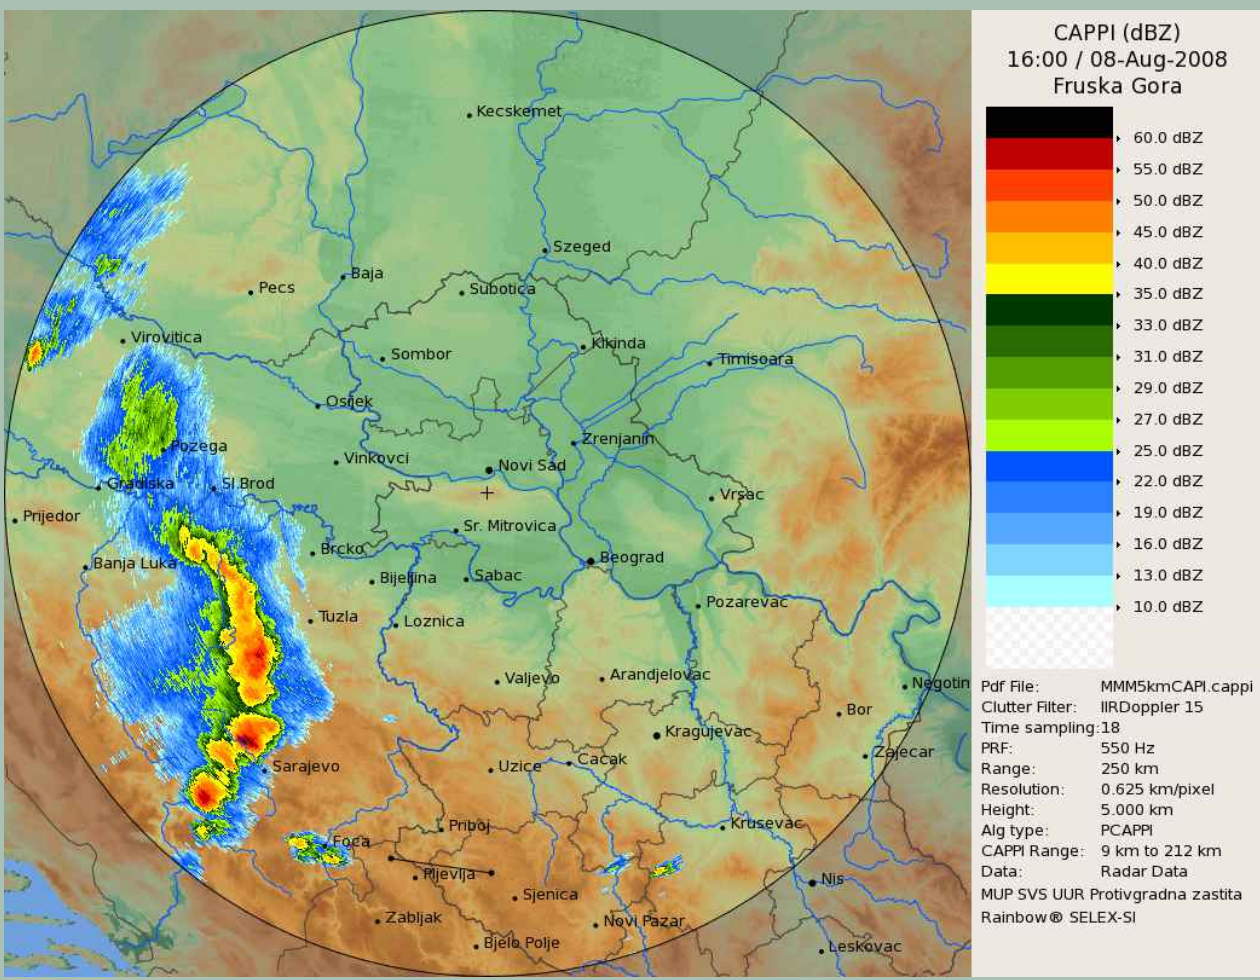 CAPPI (dBZ)
16:00 / 08-Aug-2008
Fruska Gora
60.0 dBZ
55.0 dBZ
50.0 dBZ
45.0 dBZ
40.0 dBZ
35.0 dBZ
33.0 dBZ
31.0 dBZ
29.0 dBZ
27.0 dBZ
25.0 dBZ
22.0 dBZ
19.0 dBZ
16.0 dBZ
13.0 dBZ
10.0 dBZ
Pdf File: MMM5kmCAPI.cappi
Clutter Filter: IIRDoppler 15
Time sampling:18
PRF: 550 Hz
Range: 250 km
Resolution: 0.625 km/pixel
Height: 5.000 km
Alg type: PCAPPI
CAPPI Range: 9 km to 212 km
Data: Radar Data
MUP SVS UUR Protivgradna zastita
Rainbow® SELEX-SI
Kecskemet
Szeged
Baja
Pecs
Subotica
Virovitica
Kikinda
Sombor
Timisoara
Osijek
Zrenjanin
Pozega
Vinkovci
Novi Sad
Gradiska
Sl Brod
Vrsac
Prijedor
Sr. Mitrovica
Brcko
Beograd
Banja Luka
Bijeljina
Sabac
Pozarevac
Tuzla
Loznica
Valjevo
Arandjelovac
Negotin
Bor
Kragujevac
Zajecar
Sarajevo
Uzice
Cacak
Priboj
Krusevac
Foca
Pljevlja
Nis
Sjenica
Zabljak
Novi Pazar
Bjelo Polje
Leskovac